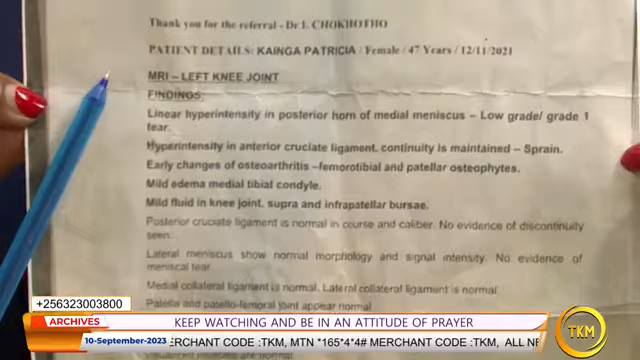 Thank you for the referral - Dr I. CHOKHOTHO
PATIENT DETAILS: KAINGA PATRICIA / Female / 47 Years / 12/11/2021
MRI – LEFT KNEE JOINT
FINDINGS:
Linear hyperintensity in posterior horn of medial meniscus – Low grade/ grade 1
tear.
Hyperintensity in anterior cruciate ligament, continuity is maintained – Sprain.
Early changes of osteoarthritis –femorotibial and patellar osteophytes.
Mild edema medial tibial condyle.
Mild fluid in knee joint, supra and infrapatellar bursae.
Posterior cruciate ligament is normal in course and caliber. No evidence of discontinuity
seen.
Lateral meniscus show normal morphology and signal intensity. No evidence of
meniscal tear.
Medial collateral ligament is normal. Lateral collateral ligament is normal.
Patella and patello-femoral joint appear normal.
+256323003800
ARCHIVES
KEEP WATCHING AND BE IN AN ATTITUDE OF PRAYER
10-September-2023
ERCHANT CODE :TKM, MTN *165*4*4# MERCHANT CODE :TKM, ALL NE
TKM